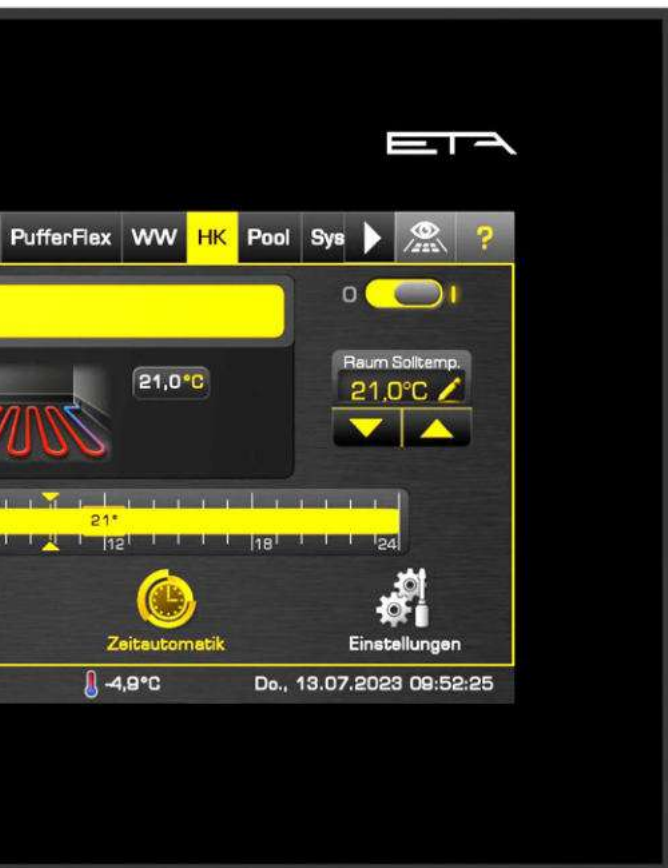 ETA
PufferFlex WW HK Pool Sys ?
O I
Raum Solltemp.
21,0°C
21,0°C
21°
12 18 24
Zeitautomatik Einstellungen
-4,9°C Do., 13.07.2023 09:52:25